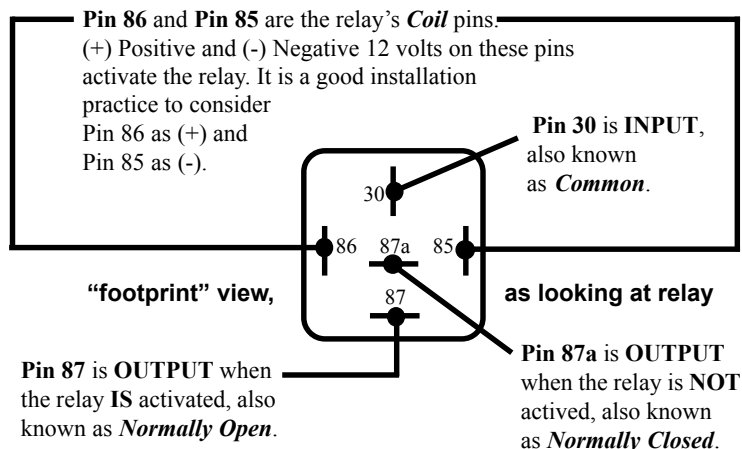 Pin 86 and Pin 85 are the relay's Coil pins.
(+) Positive and (-) Negative 12 volts on these pins
activate the relay. It is a good installation
practice to consider
Pin 86 as (+) and
Pin 85 as (-).
Pin 30 is INPUT,
also known
as Common.
30
86
87a
85
87
“footprint” view,
as looking at relay
Pin 87 is OUTPUT when
the relay IS activated, also
known as Normally Open.
Pin 87a is OUTPUT
when the relay is NOT
actived, also known
as Normally Closed.